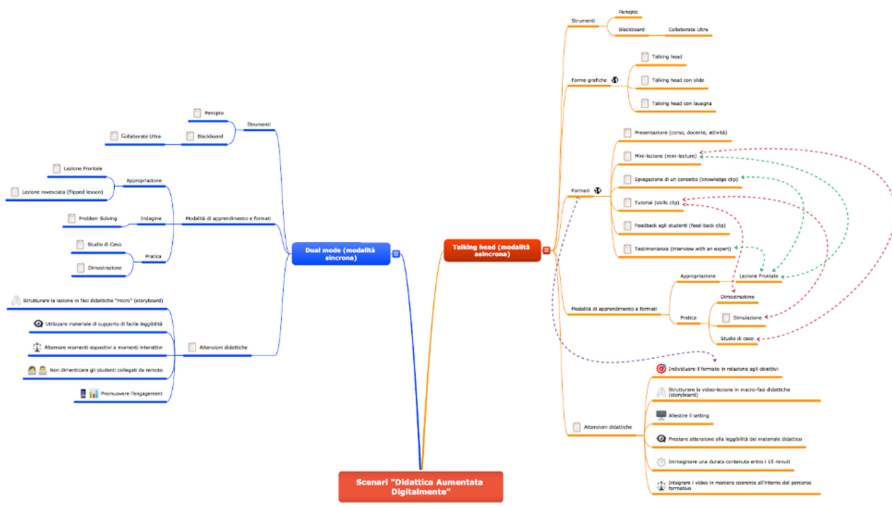 Strumenti
Panopto
Blackboard
Collaborate Ultra
Modalità di apprendimento e formati
Appropriazione
Lezione Frontale
Lezione rovesciata (flipped lesson)
Indagine
Problem Solving
Pratica
Studio di Caso
Dimostrazione
Dual mode (modalità
sincrona)
Attenzioni didattiche
Strutturare la lezione in fasi didattiche "micro" (storyboard)
Utilizzare materiale di supporto di facile leggibilità
Alternare momenti espositivi a momenti interattivi
Non dimenticare gli studenti collegati da remoto
Promuovere l'engagement
Talking head (modalità
asincrona)
Strumenti
Panopto
Blackboard
Collaborate Ultra
Forme grafiche
Talking head
Talking head con slide
Talking head con lavagna
Formati
Presentazione (corso, docente, attività)
Mini-lezione (mini-lecture)
Spiegazione di un concetto (knowledge clip)
Tutorial (skills clip)
Feedback agli studenti (feed-back clip)
Testimonianza (interview with an expert)
Modalità di apprendimento e formati
Appropriazione
Lezione Frontale
Pratica
Dimostrazione
Simulazione
Studio di caso
Attenzioni didattiche
Individuare il formato in relazione agli obiettivi
Strutturare la video-lezione in macro-fasi didattiche
(storyboard)
Allestire il setting
Prestare attenzione alla leggibilità del materiale didattico
Immaginare una durata contenuta entro i 15 minuti
Integrare il video in maniera coerente all'interno del percorso
formativo
Scenari "Didattica Aumentata
Digitalmente"